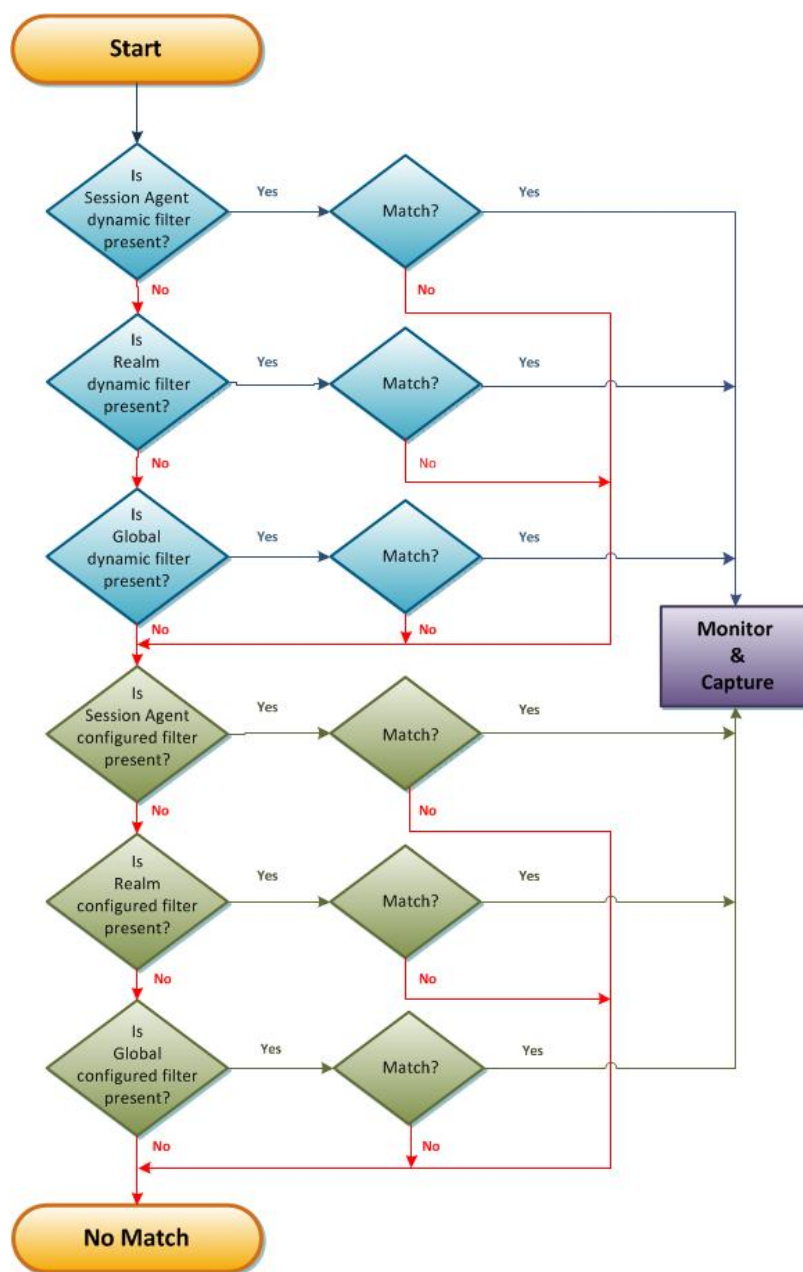 Start
Is
Session Agent
dynamic filter
present?
Yes
Match?
Yes
No
No
Is
Realm
dynamic filter
present?
Yes
Match?
Yes
No
No
Is
Global
dynamic filter
present?
Yes
Match?
Yes
No
No
Monitor
&
Capture
Is
Session Agent
configured filter
present?
Yes
Match?
Yes
No
No
Is
Realm
configured filter
present?
Yes
Match?
Yes
No
No
Is
Global
configured filter
present?
Yes
Match?
Yes
No
No
No Match